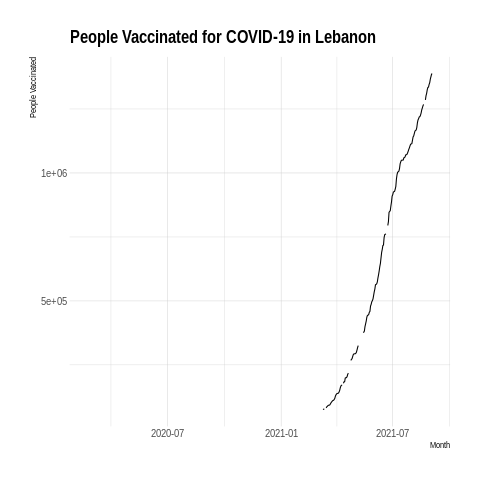 People Vaccinated for COVID-19 in Lebanon
People Vaccinated
1e+06
5e+05
2020-07
2021-01
2021-07
Month